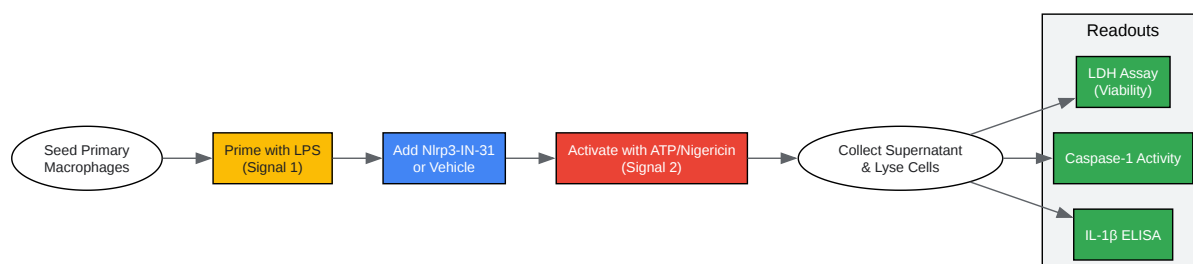 Seed Primary
Macrophages
Prime with LPS
(Signal 1)
Add Nlrp3-IN-31
or Vehicle
Activate with ATP/Nigericin
(Signal 2)
Collect Supernatant
& Lyse Cells
Readouts
LDH Assay
(Viability)
Caspase-1 Activity
IL-1β ELISA